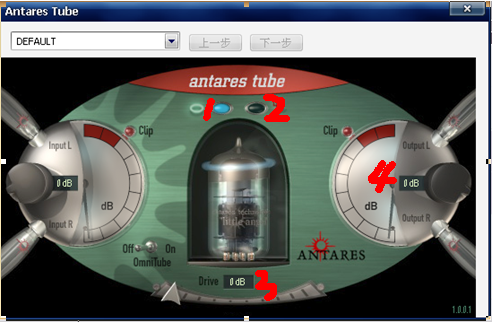 Antares Tube
DEFAULT
上一步 下一步
antares tube
1 2
Clip
Clip
Input L
0 dB
Input R
dB
Output L
4
0 dB
Output R
dB
Off On
OmniTube
ANTARES
Drive 0 dB 3
1.0.0.1